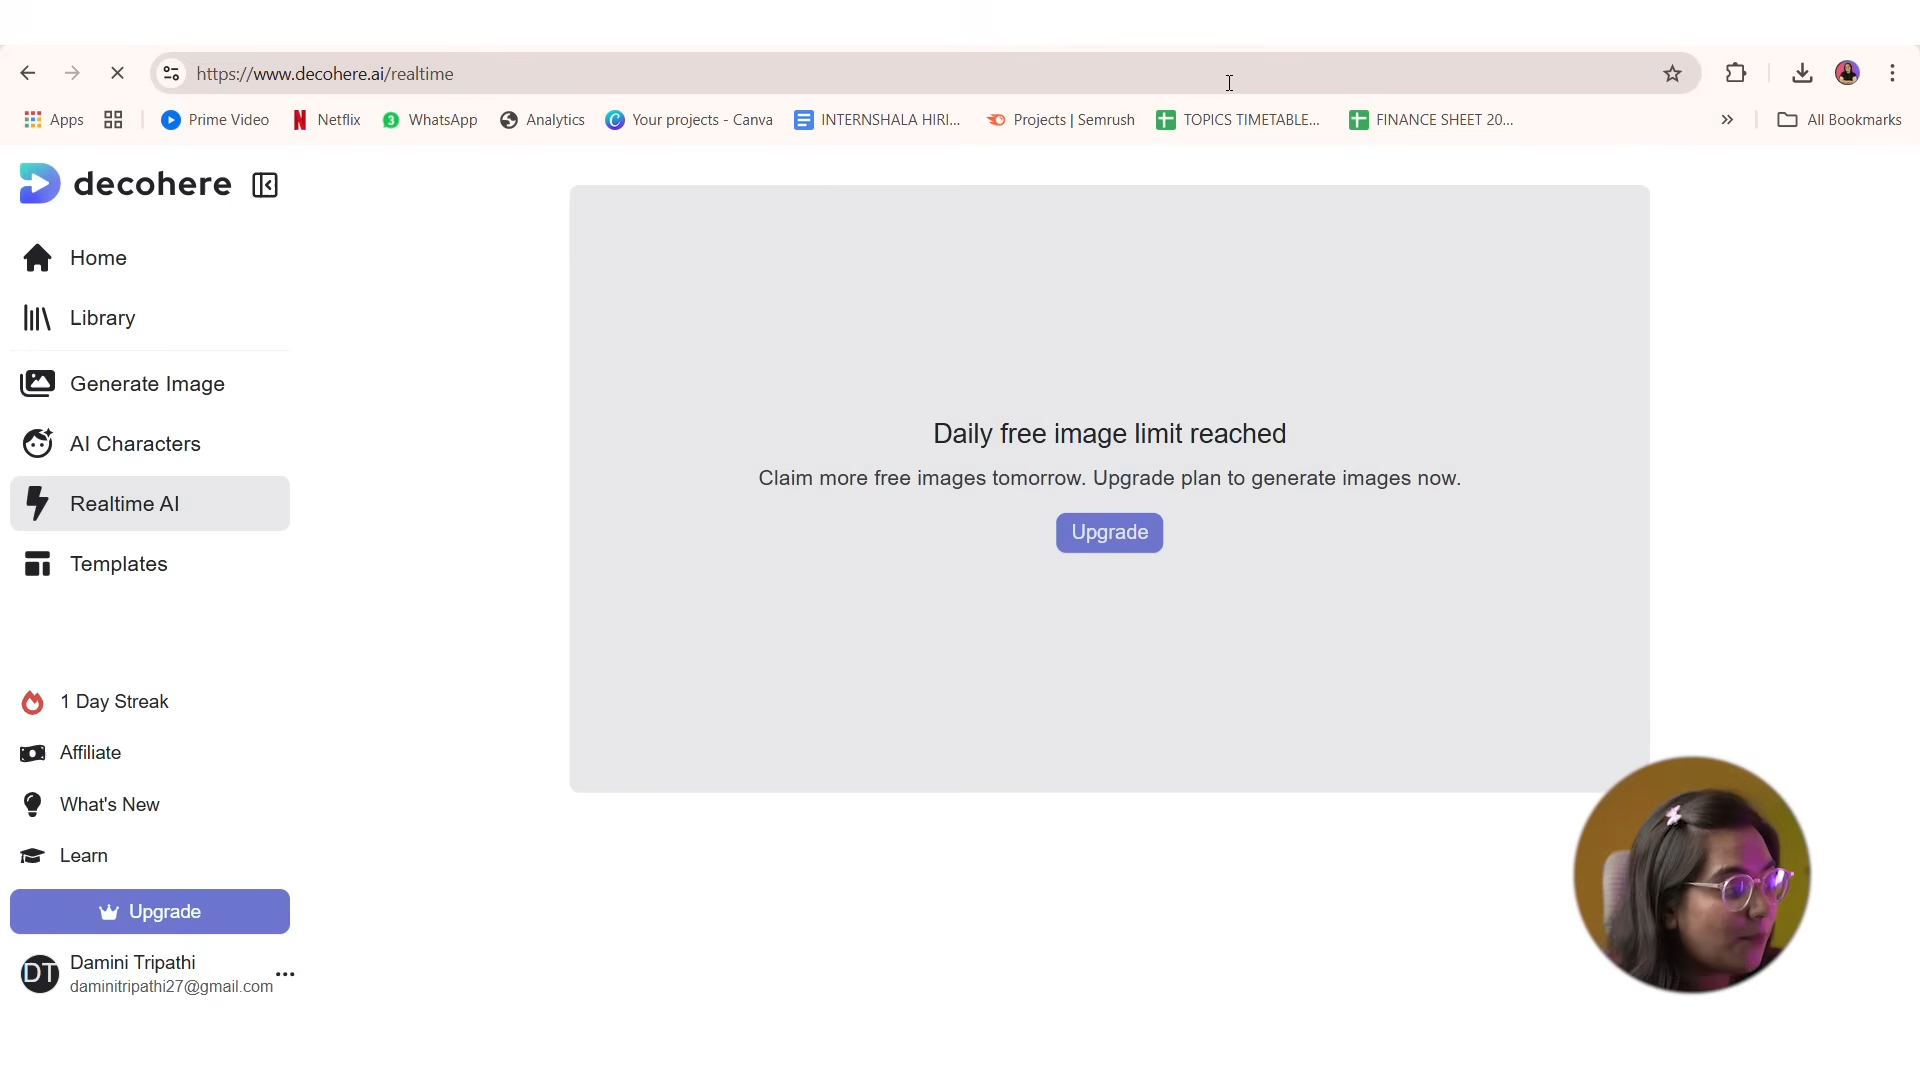 https://www.decohere.ai/realtime
Apps
Prime Video
Netflix
3 WhatsApp
Analytics
Your projects - Canva
INTERNSHALA HIRI...
Projects | Semrush
TOPICS TIMETABLE...
FINANCE SHEET 20...
All Bookmarks
decohere
Home
Library
Generate Image
AI Characters
Realtime AI
Templates
Daily free image limit reached
Claim more free images tomorrow. Upgrade plan to generate images now.
Upgrade
1 Day Streak
Affiliate
What's New
Learn
Upgrade
DT
Damini Tripathi
daminitripathi27@gmail.com